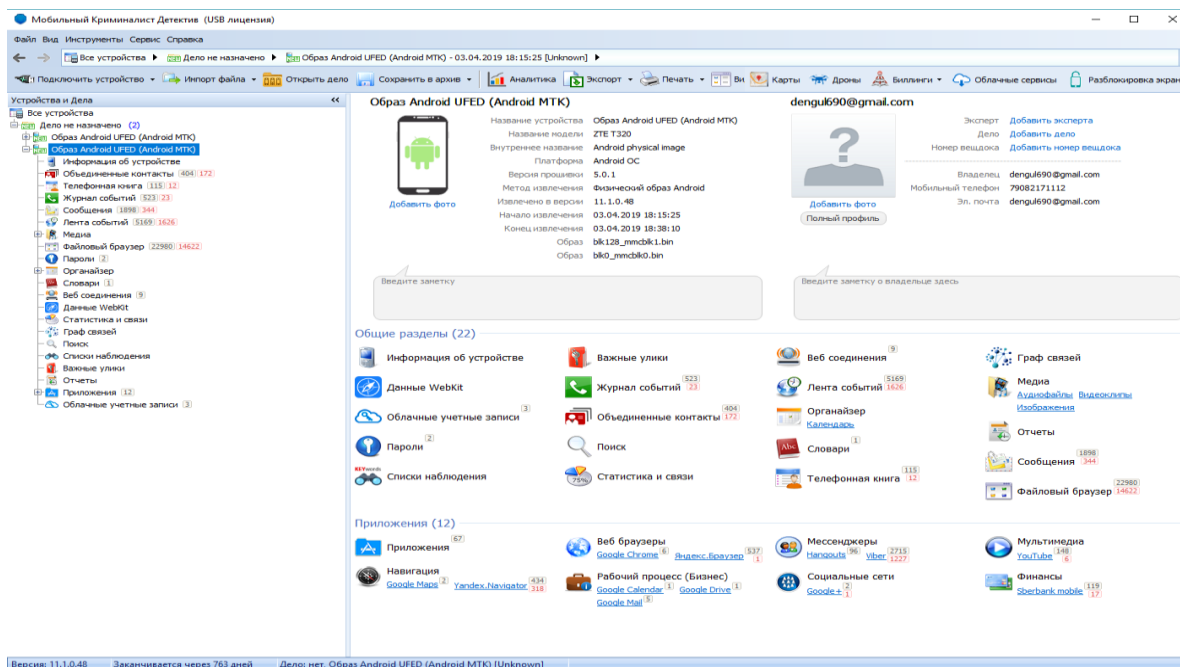 Мобильный Криминалист Детектив (USB лицензия)
Файл Вид Инструменты Сервис Справка
Все устройства Дело не назначено Образ Android UFED (Android MTK) - 03.04.2019 18:15:25 [Unknown]
Подключить устройство Импорт файла Открыть дело Сохранить в архив Аналитика Экспорт Печать Ви Карты Дроны Биллинги Облачные сервисы Разблокировка экран
Устройства и Дела
Все устройства
Дело не назначено (2)
Образ Android UFED (Android MTK)
Образ Android UFED (Android MTK)
Информация об устройстве
Объединенные контакты 404 172
Телефонная книга 115 12
Журнал событий 523 23
Сообщения 1898 344
Лента событий 5169 1626
Медиа
Файловый браузер 22980 14622
Пароли 2
Органайзер
Словари 1
Веб соединения 9
Данные WebKit
Статистика и связи
Граф связей
Поиск
Списки наблюдения
Важные улики
Отчеты
Приложения 12
Облачные учетные записи 3
Образ Android UFED (Android MTK)
Добавить фото
Название устройства Образ Android UFED (Android MTK)
Название модели ZTE T320
Внутреннее название Android physical image
Платформа Android ОС
Версия прошивки 5.0.1
Метод извлечения Физический образ Android
Извлечено в версии 11.1.0.48
Начало извлечения 03.04.2019 18:15:25
Конец извлечения 03.04.2019 18:38:10
Образ blk128_mmcblk1.bin
Образ blk0_mmcblk0.bin
Введите заметку
dengul690@gmail.com
?
Добавить фото
Полный профиль
Эксперт Добавить эксперта
Дело Добавить дело
Номер вещдока Добавить номер вещдока
Владелец dengul690@gmail.com
Мобильный телефон 79082171112
Эл. почта dengul690@gmail.com
Введите заметку о владельце здесь
Общие разделы (22)
Информация об устройстве
Важные улики
Веб соединения 9
Граф связей
Данные WebKit
Журнал событий 523 23
Лента событий 5169 1626
Медиа
Аудиофайлы Видеоклипы
Изображения
Облачные учетные записи 3
Объединенные контакты 404 172
Органайзер
Календарь
Отчеты
Пароли 2
Поиск
Abc Словари 1
Сообщения 1898 344
KEYwords Списки наблюдения
75% Статистика и связи
Телефонная книга 115 12
Файловый браузер 22980 14622
Приложения (12)
Приложения 67
Веб браузеры
Google Chrome 6 Яндекс.Браузер 537 1
Мессенджеры
Hangouts 96 Viber 2715 1227
Мультимедиа
YouTube 148 6
Навигация
Google Maps 2 Yandex.Navigator 434 318
Рабочий процесс (Бизнес)
Google Calendar 1 Google Drive 1
Google Mail 5
Социальные сети
Google+ 2 1
Финансы
Sberbank mobile 119 17
Версия: 11.1.0.48 Заканчивается через 763 дней Дело: нет, Образ Android UFED (Android MTK) [Unknown]